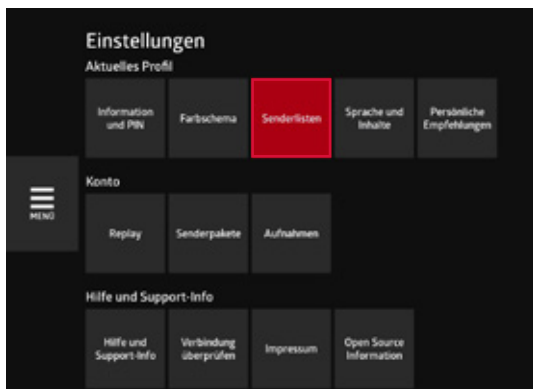 Einstellungen
Aktuelles Profil
Information
und PIN
Farbschema
Senderlisten
Sprache und
Inhalte
Persönliche
Empfehlungen
MENÜ
Konto
Replay
Senderpakete
Aufnahmen
Hilfe und Support-Info
Hilfe und
Support-Info
Verbindung
überprüfen
Impressum
Open Source
Information